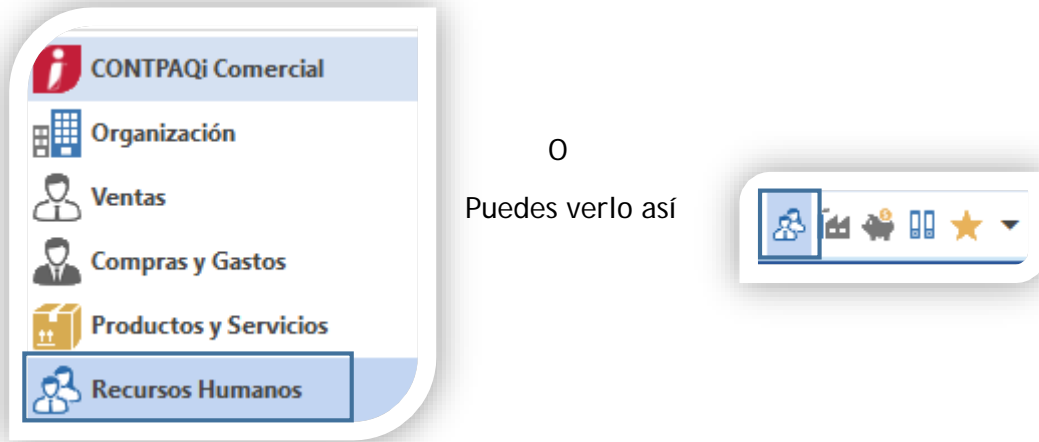 CONTPAQi Comercial
Organización
Ventas
Compras y Gastos
Productos y Servicios
Recursos Humanos
O
Puedes verlo así